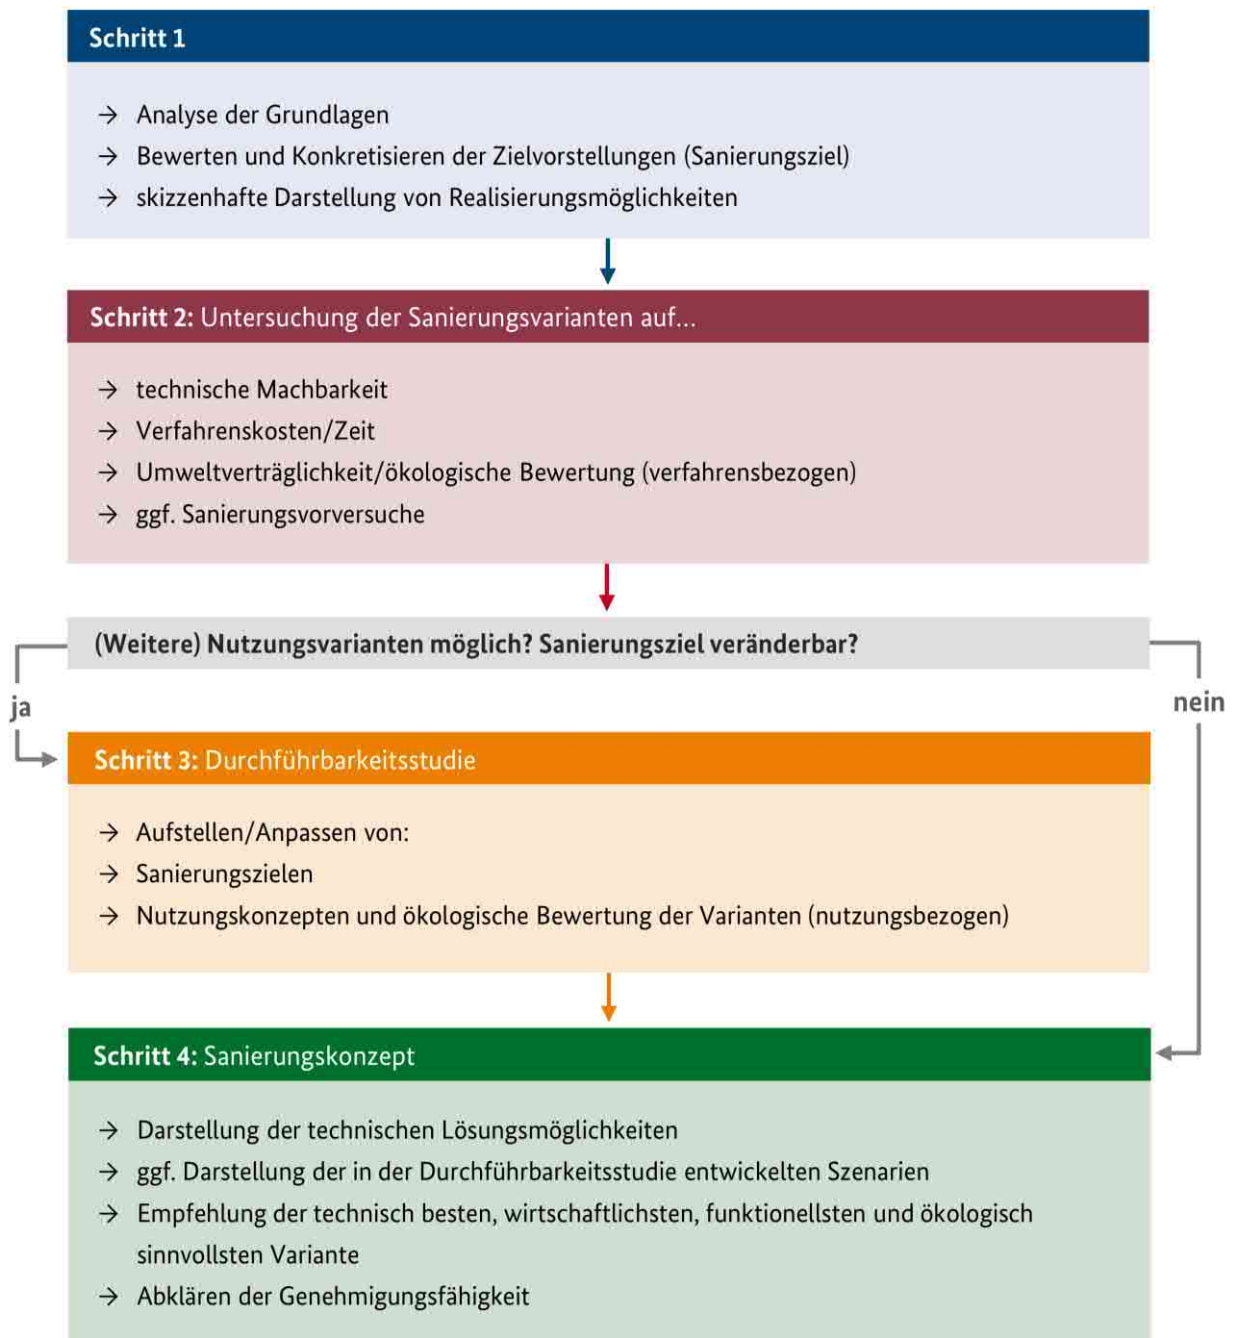 Schritt 1
→ Analyse der Grundlagen
→ Bewerten und Konkretisieren der Zielvorstellungen (Sanierungsziel)
→ skizzenhafte Darstellung von Realisierungsmöglichkeiten
Schritt 2: Untersuchung der Sanierungsvarianten auf...
→ technische Machbarkeit
→ Verfahrenskosten/Zeit
→ Umweltverträglichkeit/ökologische Bewertung (verfahrensbezogen)
→ ggf. Sanierungsvorversuche
(Weitere) Nutzungsvarianten möglich? Sanierungsziel veränderbar?
ja
nein
Schritt 3: Durchführbarkeitsstudie
→ Aufstellen/Anpassen von:
→ Sanierungszielen
→ Nutzungskonzepten und ökologische Bewertung der Varianten (nutzungsbezogen)
Schritt 4: Sanierungskonzept
→ Darstellung der technischen Lösungsmöglichkeiten
→ ggf. Darstellung der in der Durchführbarkeitsstudie entwickelten Szenarien
→ Empfehlung der technisch besten, wirtschaftlichsten, funktionellsten und ökologisch
sinnvollsten Variante
→ Abklären der Genehmigungsfähigkeit